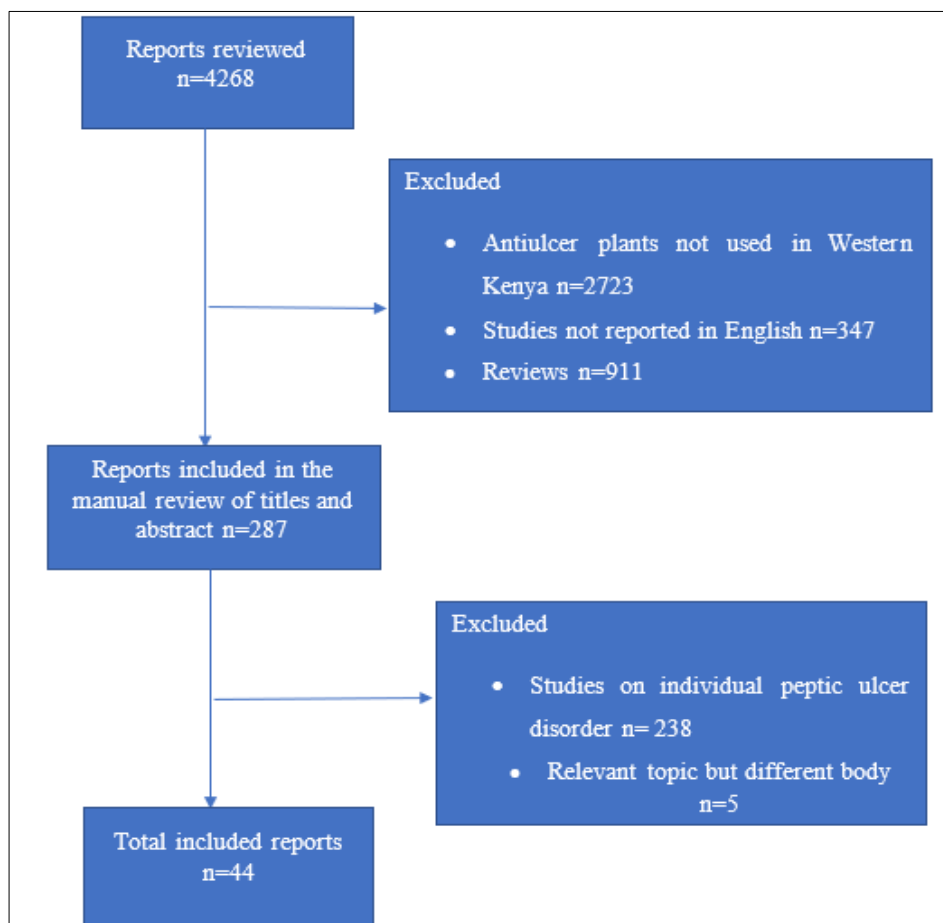 Reports reviewed
n=4268
Excluded
• Antiulcer plants not used in Western
Kenya n=2723
• Studies not reported in English n=347
• Reviews n=911
Reports included in the
manual review of titles and
abstract n=287
Excluded
• Studies on individual peptic ulcer
disorder n= 238
• Relevant topic but different body
n=5
Total included reports
n=44